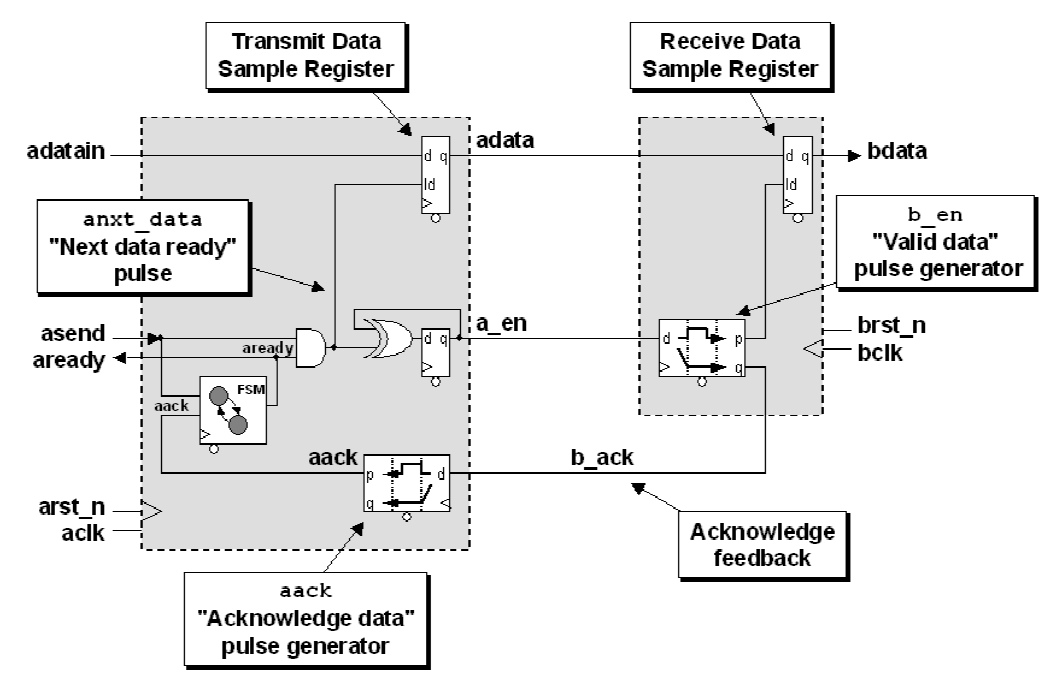 Transmit Data
Sample Register
Receive Data
Sample Register
adatain
d q
ld
adata
d q
ld
bdata
anxt_data
"Next data ready"
pulse
b_en
"Valid data"
pulse generator
asend
aready
aready
d q
a_en
d
p
q
brst_n
bclk
FSM
aack
aack
p
d
q
b_ack
arst_n
aclk
Acknowledge
feedback
aack
"Acknowledge data"
pulse generator